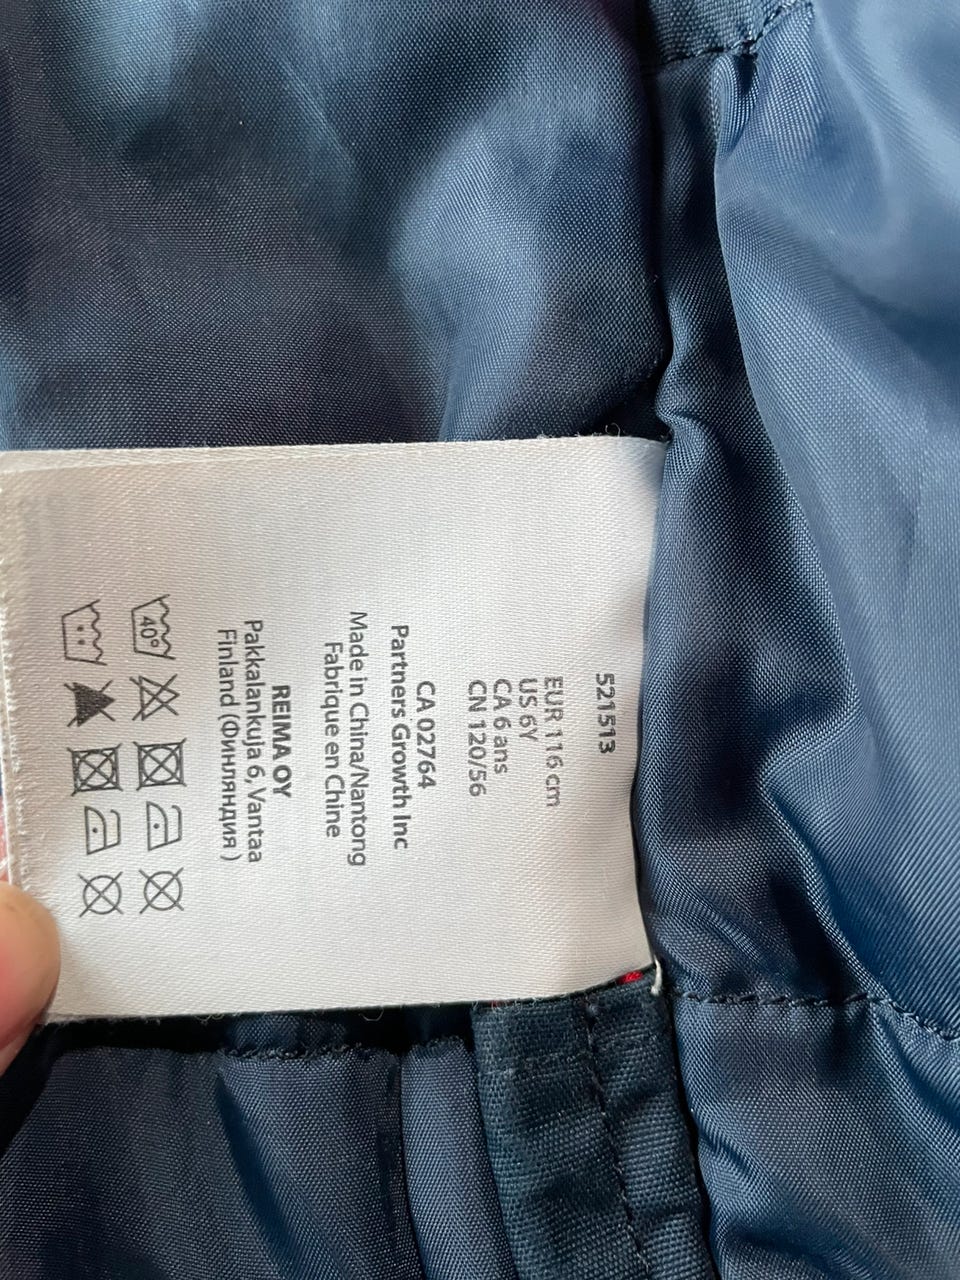 521513
EUR 116 cm
US 6Y
CA 6 ans
CN 120/56
CA 02764
Partners Growth Inc
Made in China/Nantong
Fabrique en Chine
REIMA OY
Pakkalankuja 6, Vantaa
Finland (Финляндия )
40°